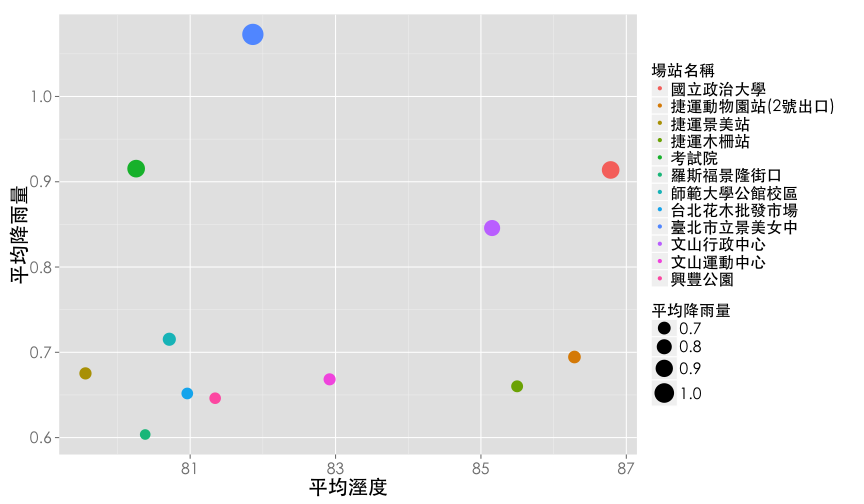 1.0
0.9
0.8
0.7
0.6
平均降雨量
81
83
85
87
平均溼度
場站名稱
國立政治大學
捷運動物園站(2號出口)
捷運景美站
捷運木柵站
考試院
羅斯福景隆街口
師範大學公館校區
台北花木批發市場
臺北市立景美女中
文山行政中心
文山運動中心
興豐公園
平均降雨量
0.7
0.8
0.9
1.0